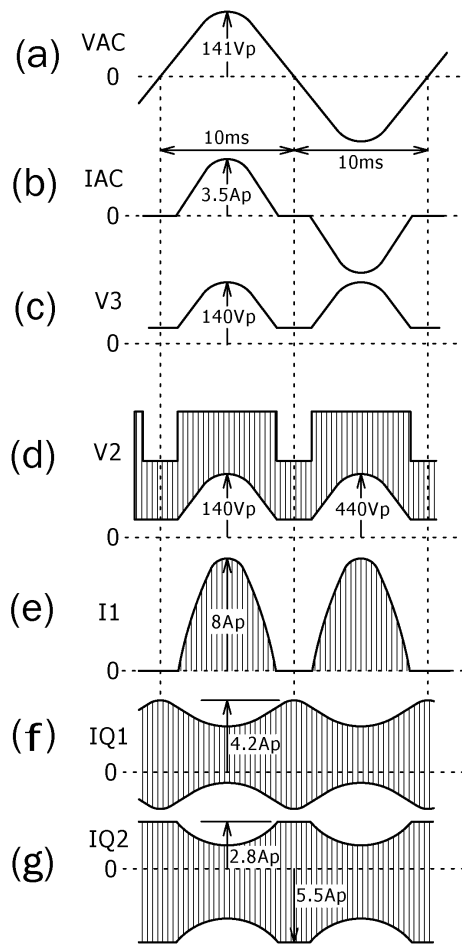 (a) VAC
141Vp
0
10ms
10ms
(b) IAC
3.5Ap
0
(c) V3
140Vp
0
(d) V2
140Vp
440Vp
0
(e) I1
8Ap
0
(f) IQ1
4.2Ap
0
(g) IQ2
2.8Ap
0
5.5Ap